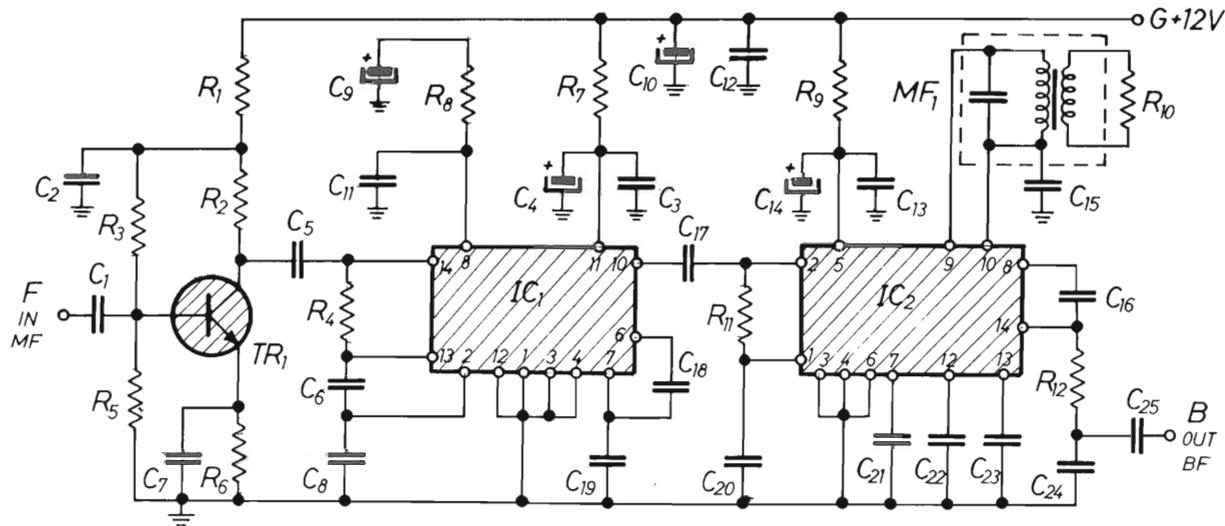 G+12V
R1
C9
R8
R7
C10
C12
R9
MF1
R10
C2
R3
R2
C11
C4
C3
C14
C13
C15
C5
C17
F
IN
MF
C1
TR1
R4
14
8
11
10
IC1
6
13
2
12
1
3
4
7
C18
R11
2
5
9
10
8
IC2
14
1
3
4
6
7
12
13
C16
R5
C6
R12
C25
B
OUT
BF
C7
R6
C8
C19
C20
C21
C22
C23
C24
+
+
+
+